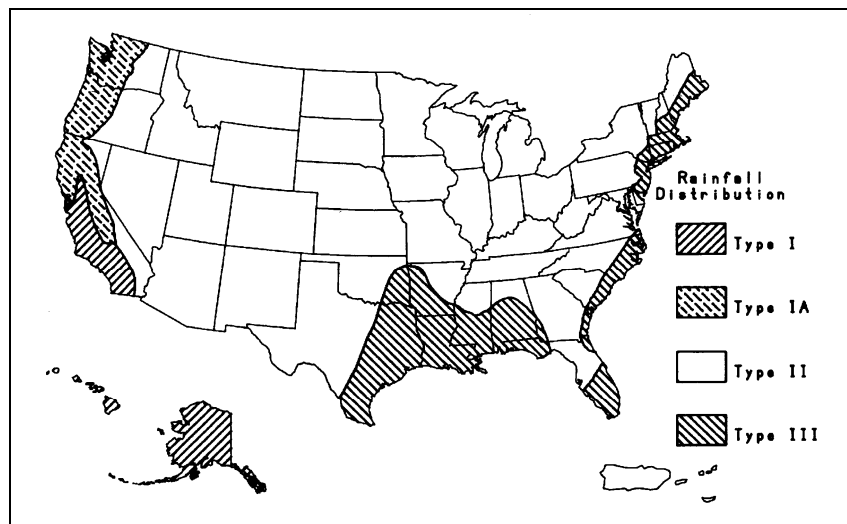 Rainfall
Distribution
Type I
Type IA
Type II
Type III